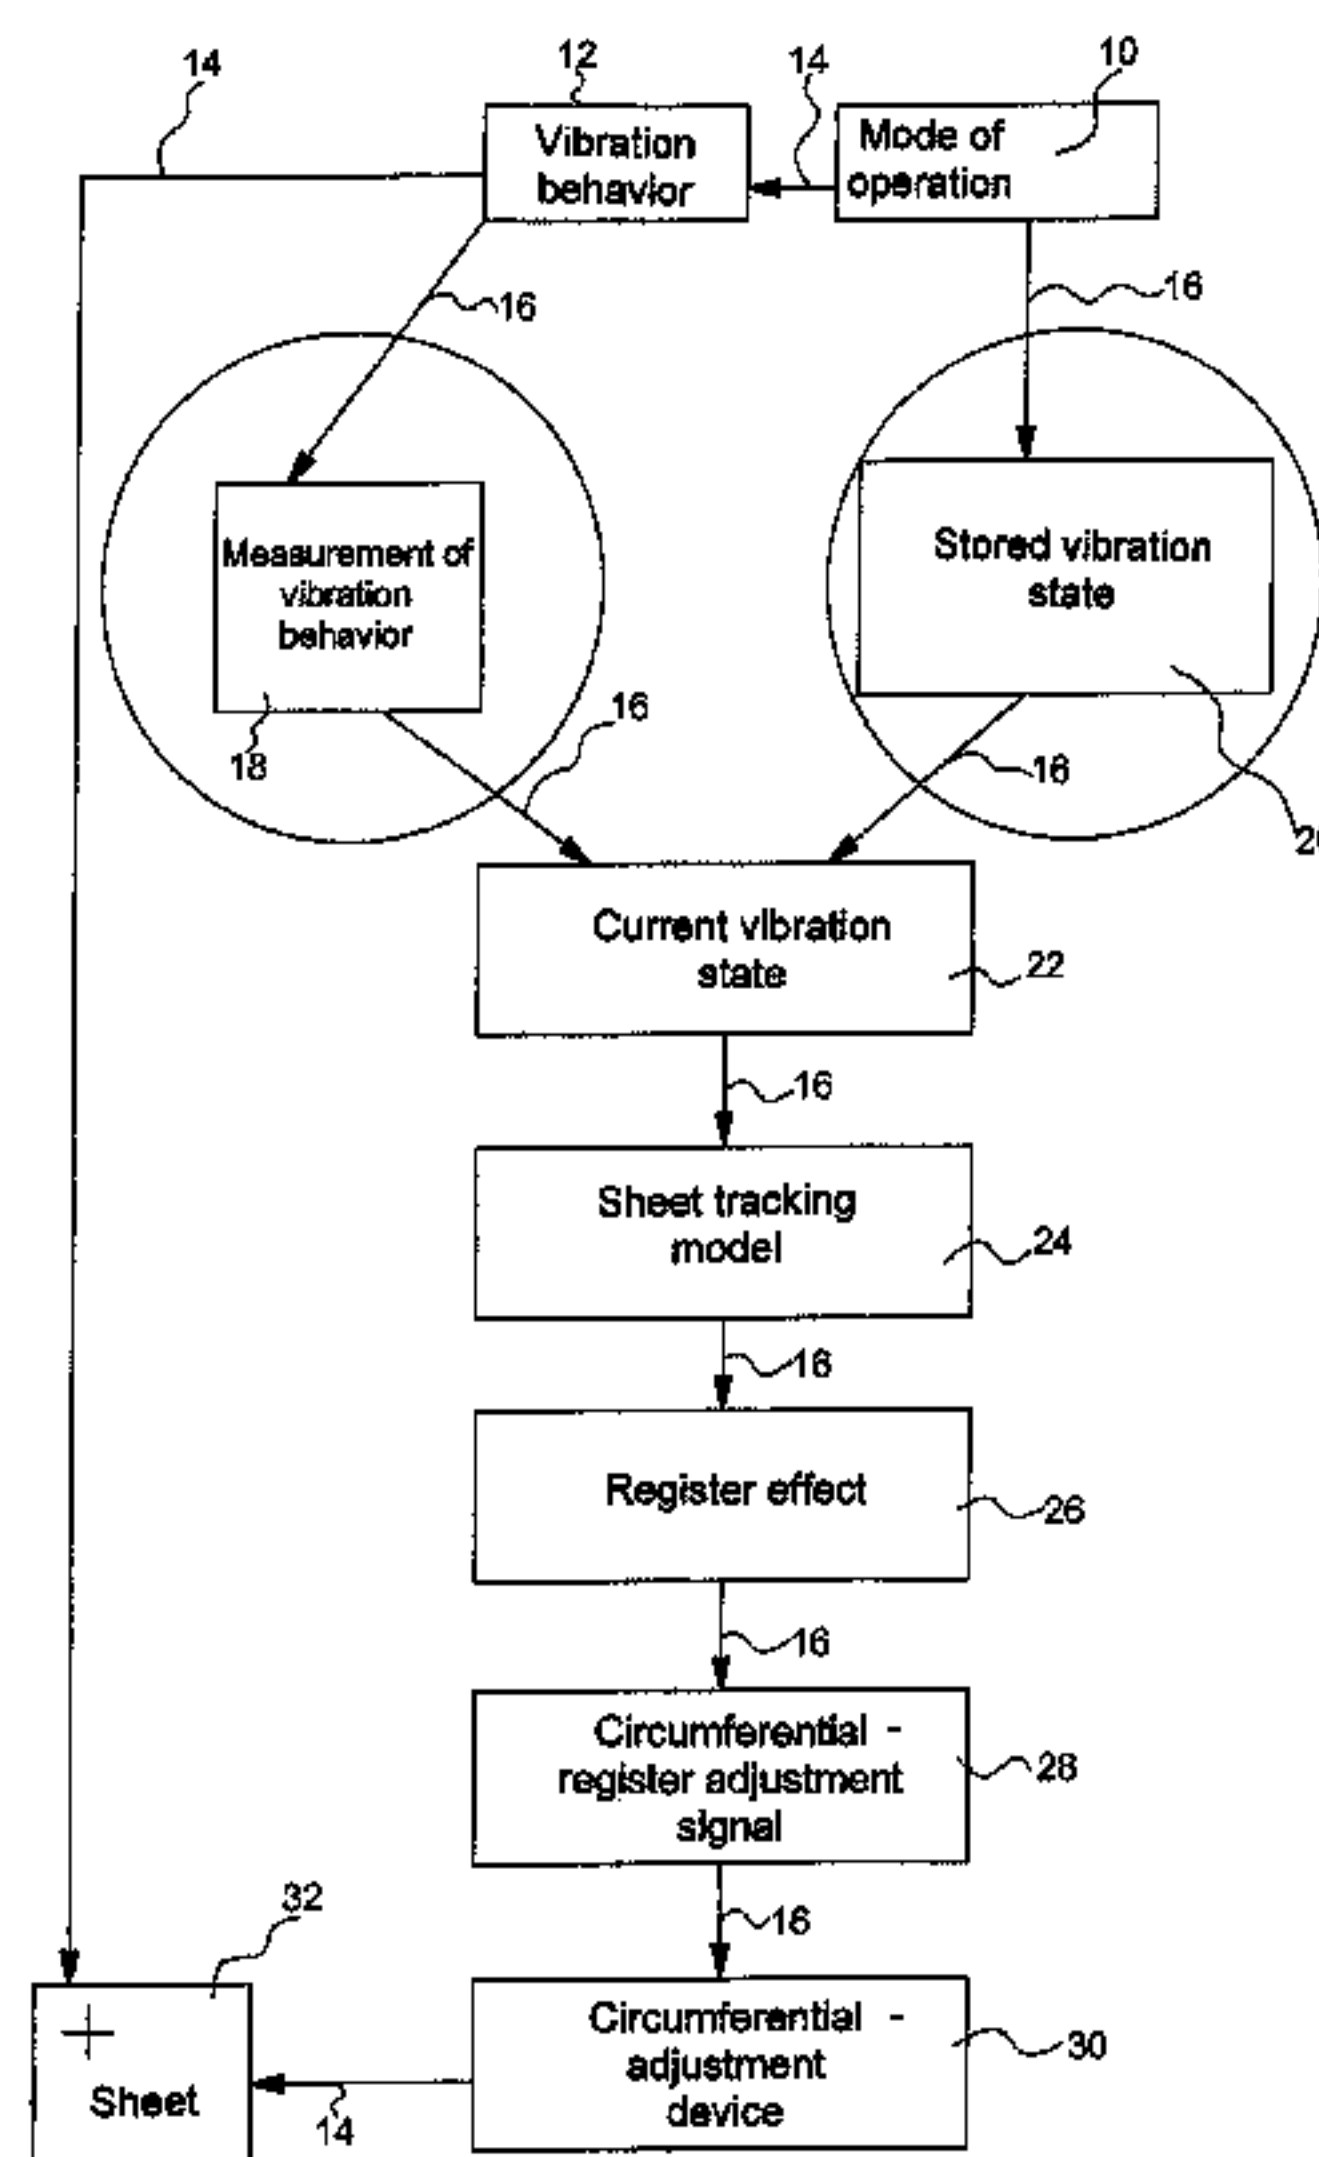 14
12
14
10
Vibration
behavior
Mode of
operation
16
16
Measurement of
vibration
behavior
18
Stored vibration
state
16
16
Current vibration
state
22
16
Sheet tracking
model
24
16
Register effect
26
16
Circumferential -
register adjustment
signal
28
16
32
Sheet
14
Circumferential -
adjustment
device
30